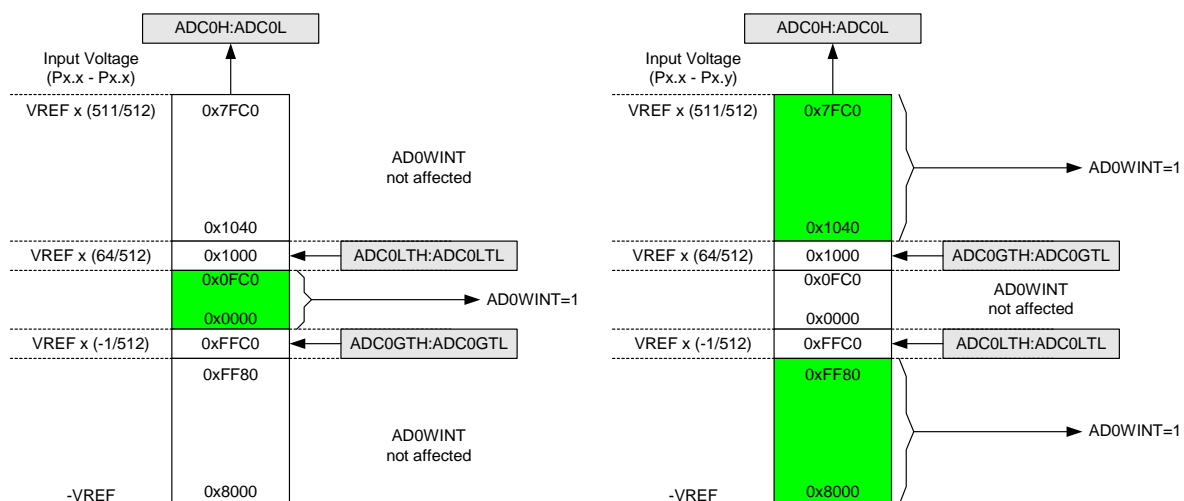 ADC0H:ADC0L
Input Voltage
(Px.x - Px.x)
VREF x (511/512)
0x7FC0
AD0WINT
not affected
0x1040
VREF x (64/512)
0x1000
ADC0LTH:ADC0LTL
0x0FC0
AD0WINT=1
0x0000
VREF x (-1/512)
0xFFC0
ADC0GTH:ADC0GTL
0xFF80
AD0WINT
not affected
-VREF
0x8000
ADC0H:ADC0L
Input Voltage
(Px.x - Px.y)
VREF x (511/512)
0x7FC0
AD0WINT=1
0x1040
VREF x (64/512)
0x1000
ADC0GTH:ADC0GTL
0x0FC0
AD0WINT
not affected
0x0000
VREF x (-1/512)
0xFFC0
ADC0LTH:ADC0LTL
0xFF80
AD0WINT=1
-VREF
0x8000